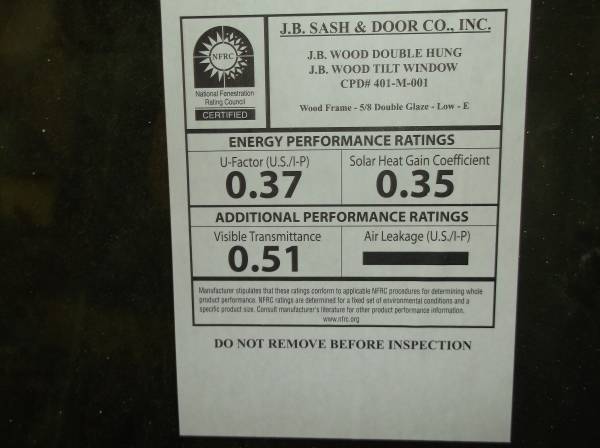 J.B. SASH & DOOR CO., INC.
J.B. WOOD DOUBLE HUNG
J.B. WOOD TILT WINDOW
CPD# 401-M-001
Wood Frame - 5/8 Double Glaze - Low - E
NFRC
National Fenestration
Rating Council
CERTIFIED
ENERGY PERFORMANCE RATINGS
U-Factor (U.S./I-P)
0.37
Solar Heat Gain Coefficient
0.35
ADDITIONAL PERFORMANCE RATINGS
Visible Transmittance
0.51
Air Leakage (U.S./I-P)
Manufacturer stipulates that these ratings conform to applicable NFRC procedures for determining whole
product performance. NFRC ratings are determined for a fixed set of environmental conditions and a
specific product size. Consult manufacturer's literature for other product performance information.
www.nfrc.org
DO NOT REMOVE BEFORE INSPECTION